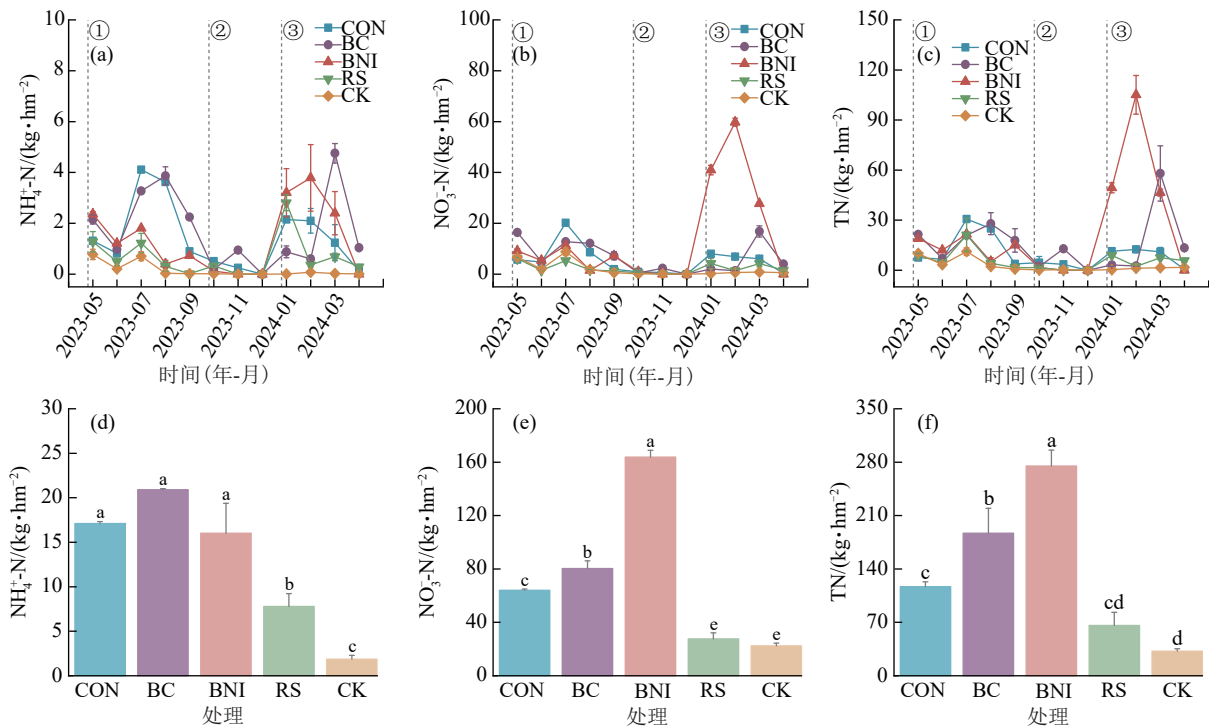 10
8
6
4
2
0
NH₄⁺-N/(kg·hm⁻²)
①
②
③
(a)
CON
BC
BNI
RS
CK
2023-05
2023-07
2023-09
2023-11
2024-01
2024-03
时间(年-月)
100
80
60
40
20
0
NO₃⁻-N/(kg·hm⁻²)
①
②
③
(b)
CON
BC
BNI
RS
CK
2023-05
2023-07
2023-09
2023-11
2024-01
2024-03
时间(年-月)
150
120
90
60
30
0
TN/(kg·hm⁻²)
①
②
③
(c)
CON
BC
BNI
RS
CK
2023-05
2023-07
2023-09
2023-11
2024-01
2024-03
时间(年-月)
30
25
20
15
10
5
0
NH₄⁺-N/(kg·hm⁻²)
(d)
a
a
a
b
c
CON BC BNI RS CK
处理
200
160
120
80
40
0
NO₃⁻-N/(kg·hm⁻²)
(e)
c
b
a
e
e
CON BC BNI RS CK
处理
350
280
210
140
70
0
TN/(kg·hm⁻²)
(f)
c
b
a
cd
d
CON BC BNI RS CK
处理